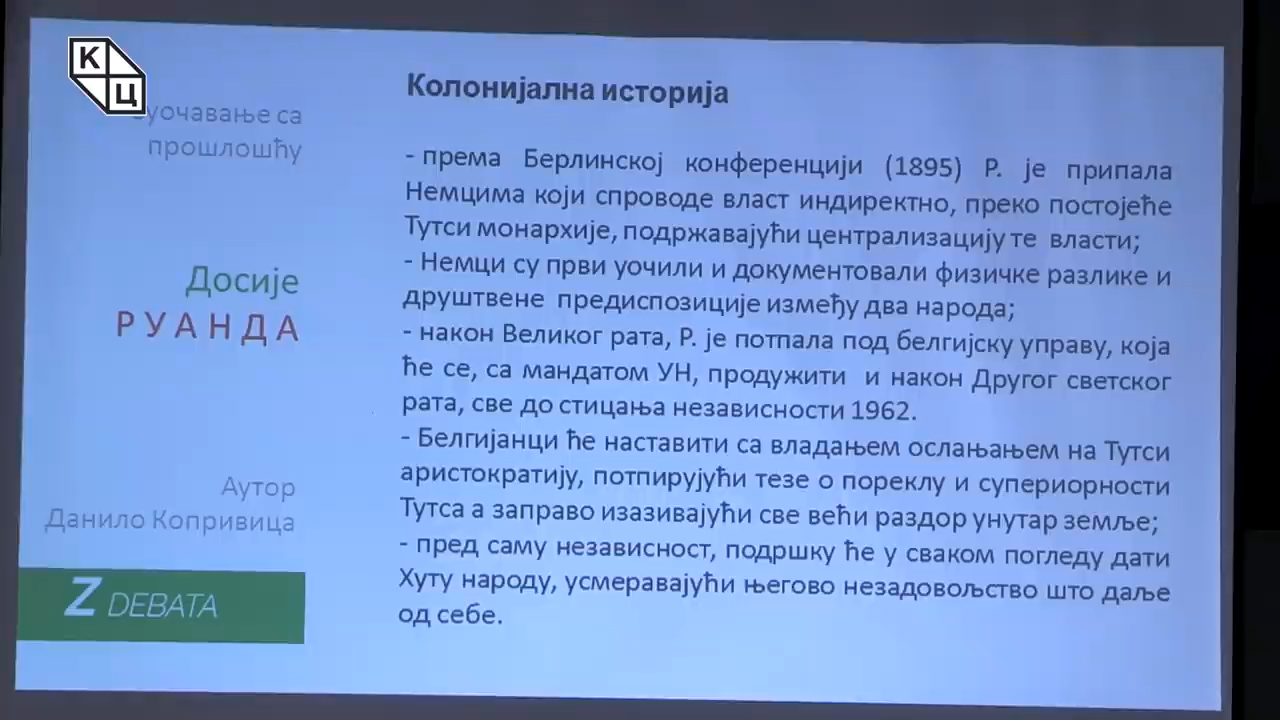 КЦ
уочавање са
прошлошћу
Досије
РУАНДА
Аутор
Данило Копривица
Z DEBATA
Колонијална историја
- према Берлинској конференцији (1895) Р. је припала
Немцима који спроводе власт индиректно, преко постојеће
Тутси монархије, подржавајући централизацију те власти;
- Немци су први уочили и документовали физичке разлике и
друштвене предиспозиције између два народа;
- након Великог рата, Р. је потпала под белгијску управу, која
ће се, са мандатом УН, продужити и након Другог светског
рата, све до стицања независности 1962.
- Белгијанци ће наставити са владањем ослањањем на Тутси
аристократију, потпирујући тезе о пореклу и супериорности
Тутса а заправо изазивајући све већи раздор унутар земље;
- пред саму независност, подршку ће у сваком погледу дати
Хуту народу, усмеравајући његово незадовољство што даље
од себе.